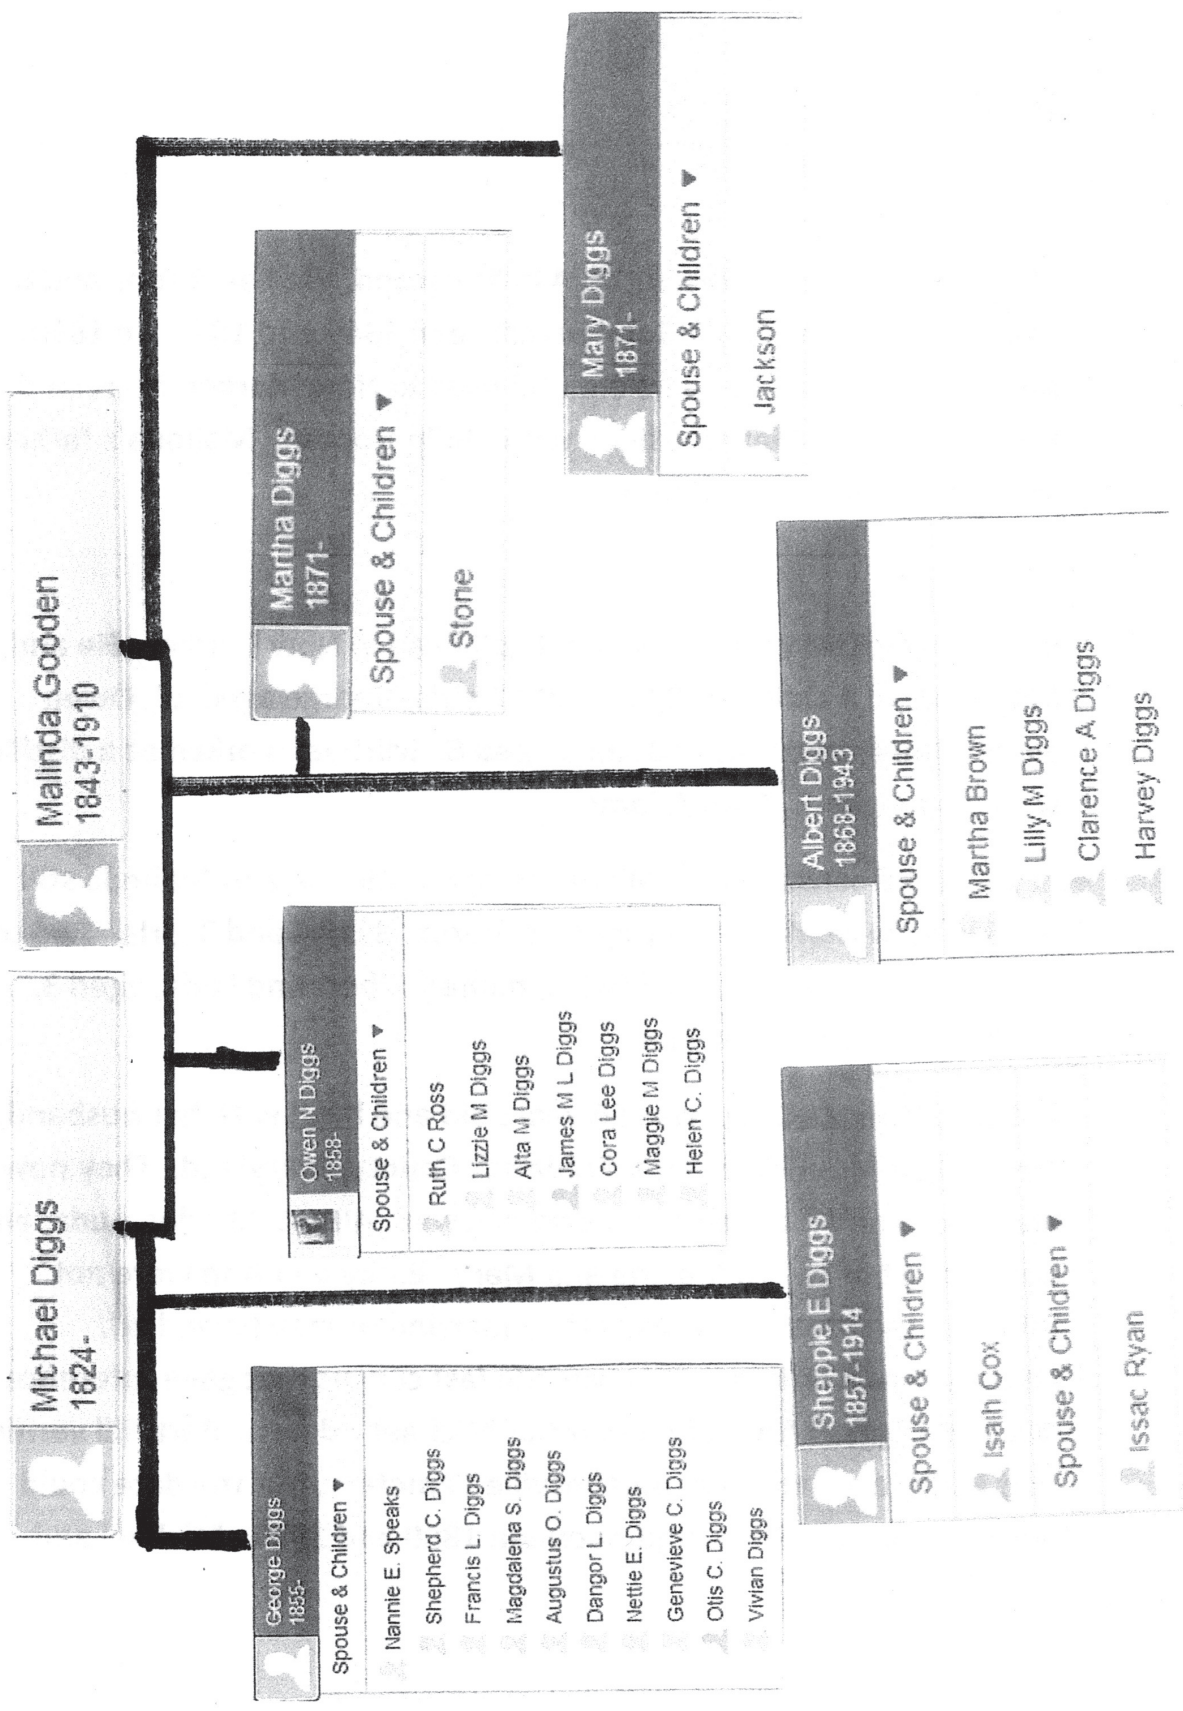 Michael Diggs
1824-
Malinda Gooden
1843-1910
George Diggs
1855-
Spouse & Children ▼
Nannie E. Speaks
Shepherd C. Diggs
Francis L. Diggs
Magdalena S. Diggs
Augustus O. Diggs
Dangor L. Diggs
Nettie E. Diggs
Genevieve C. Diggs
Otis C. Diggs
Vivian Diggs
Owen N Diggs
1858-
Spouse & Children ▼
Ruth C Ross
Lizzie M Diggs
Alta M Diggs
James M L Diggs
Cora Lee Diggs
Maggie M Diggs
Helen C. Diggs
Martha Diggs
1871-
Spouse & Children ▼
Stone
Mary Diggs
1871-
Spouse & Children ▼
Jackson
Shepple E Diggs
1857-1914
Spouse & Children ▼
Isaih Cox
Spouse & Children ▼
Issac Ryan
Albert Diggs
1868-1943
Spouse & Children ▼
Martha Brown
Lilly M Diggs
Clarence A Diggs
Harvey Diggs